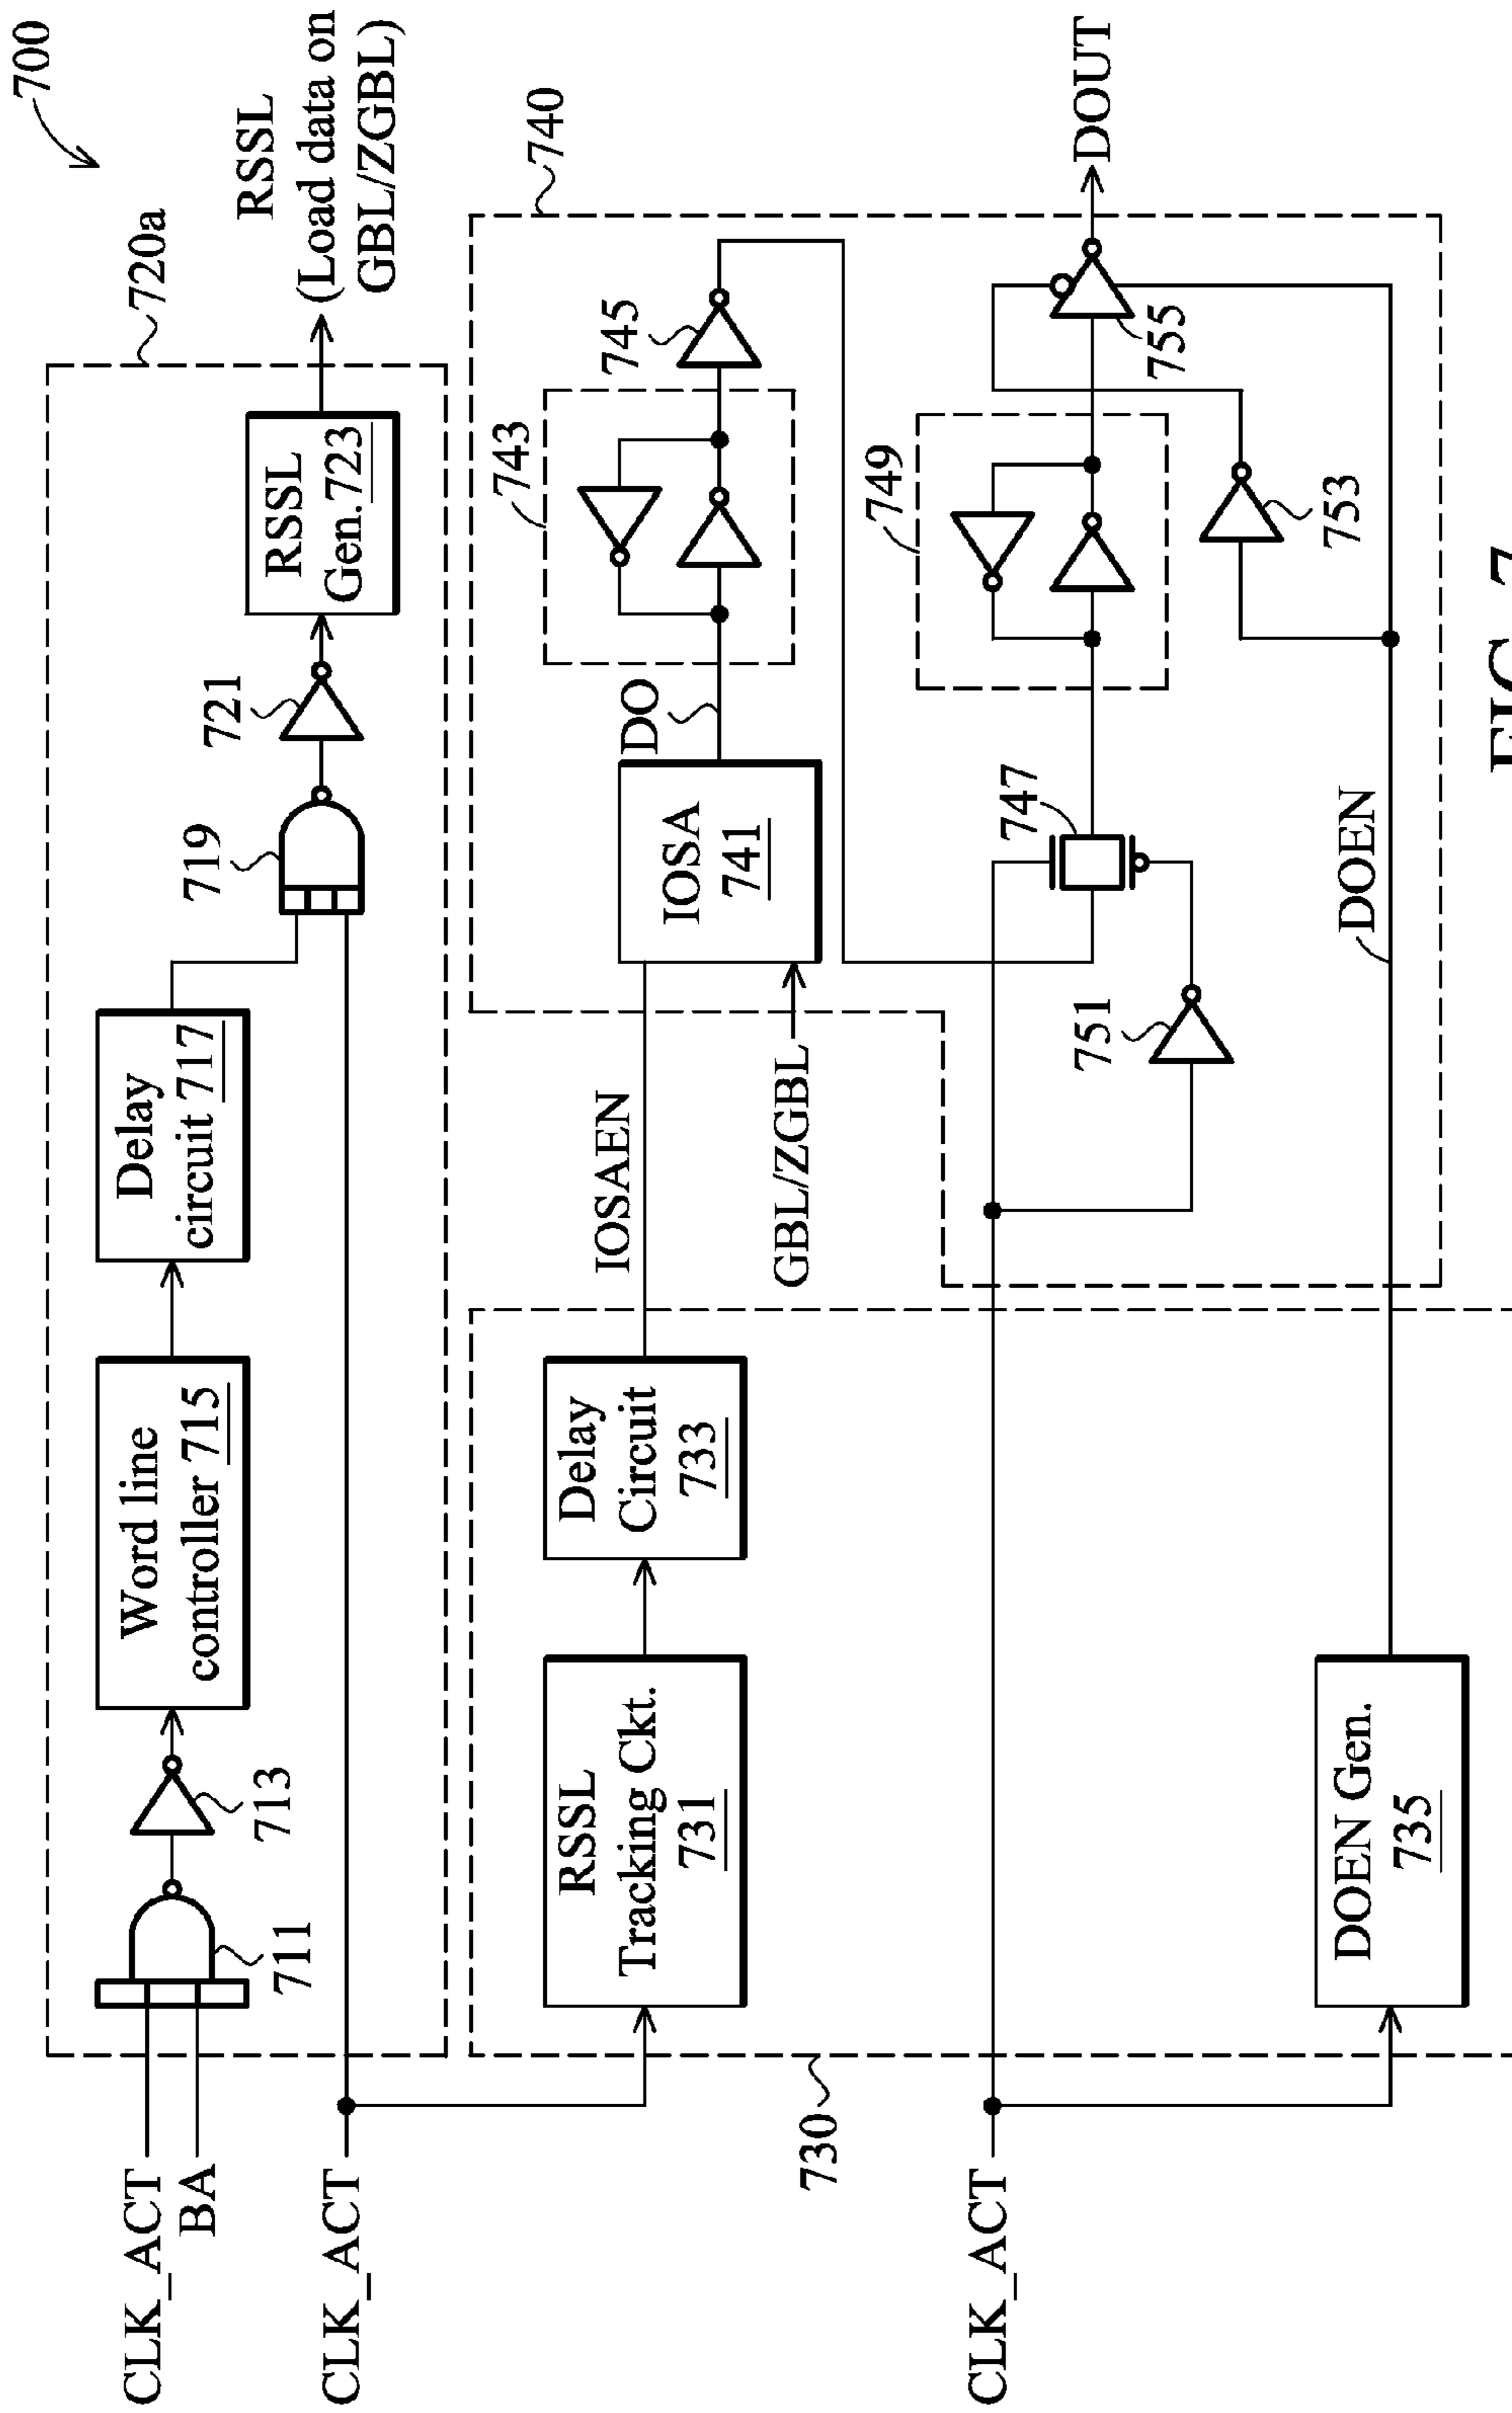 700
720a
CLK_ACT
BA
711
713
Word line
controller 715
Delay
circuit 717
719
721
RSSL
Gen. 723
RSSL
(Load data on
GBL/ZGBL)
CLK_ACT
730
RSSL
Tracking Ckt.
731
Delay
Circuit
733
IOSAEN
GBL/ZGBL
IOSA
741
DO
743
745
740
CLK_ACT
751
747
749
755
753
DOUT
DOEN Gen.
735
DOEN